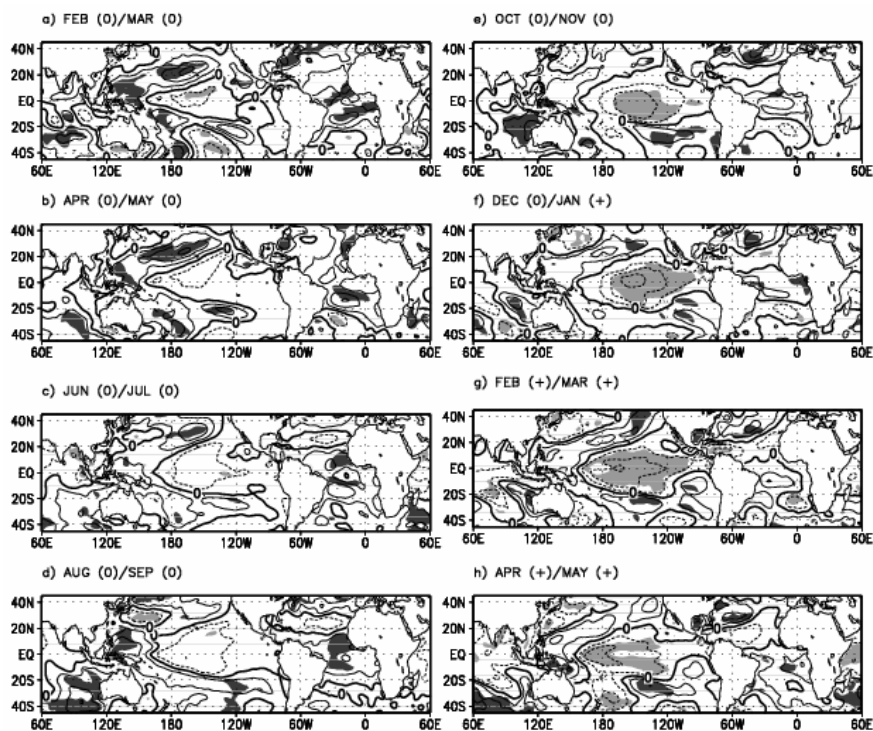 a) FEB (0)/MAR (0)
40N
20N
EQ
20S
40S
60E 120E 180 120W 60W 0 60E
b) APR (0)/MAY (0)
40N
20N
EQ
20S
40S
60E 120E 180 120W 60W 0 60E
c) JUN (0)/JUL (0)
40N
20N
EQ
20S
40S
60E 120E 180 120W 60W 0 60E
d) AUG (0)/SEP (0)
40N
20N
EQ
20S
40S
60E 120E 180 120W 60W 0 60E
e) OCT (0)/NOV (0)
40N
20N
EQ
20S
40S
60E 120E 180 120W 60W 0 60E
f) DEC (0)/JAN (+)
40N
20N
EQ
20S
40S
60E 120E 180 120W 60W 0 60E
g) FEB (+)/MAR (+)
40N
20N
EQ
20S
40S
60E 120E 180 120W 60W 0 60E
h) APR (+)/MAY (+)
40N
20N
EQ
20S
40S
60E 120E 180 120W 60W 0 60E